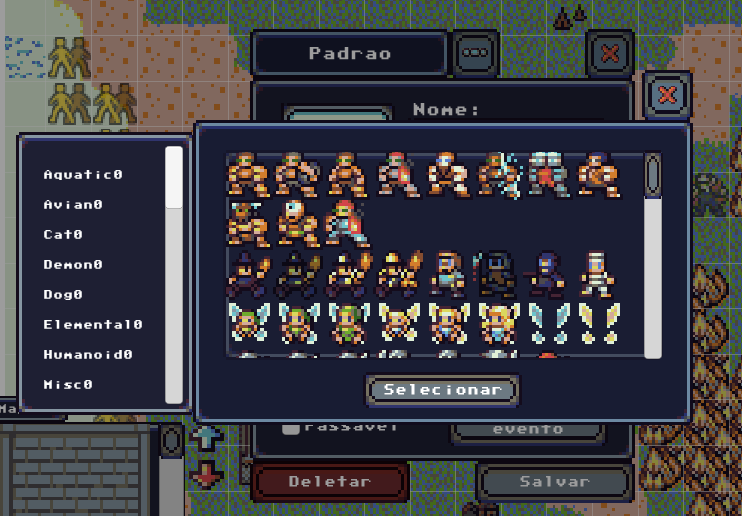 Padrao
...
Nome:
Aquatic0
Avian0
Cat0
Demon0
Dog0
Elemental0
Humanoid0
Misc0
Selecionar
Passavel
evento
Deletar
Salvar